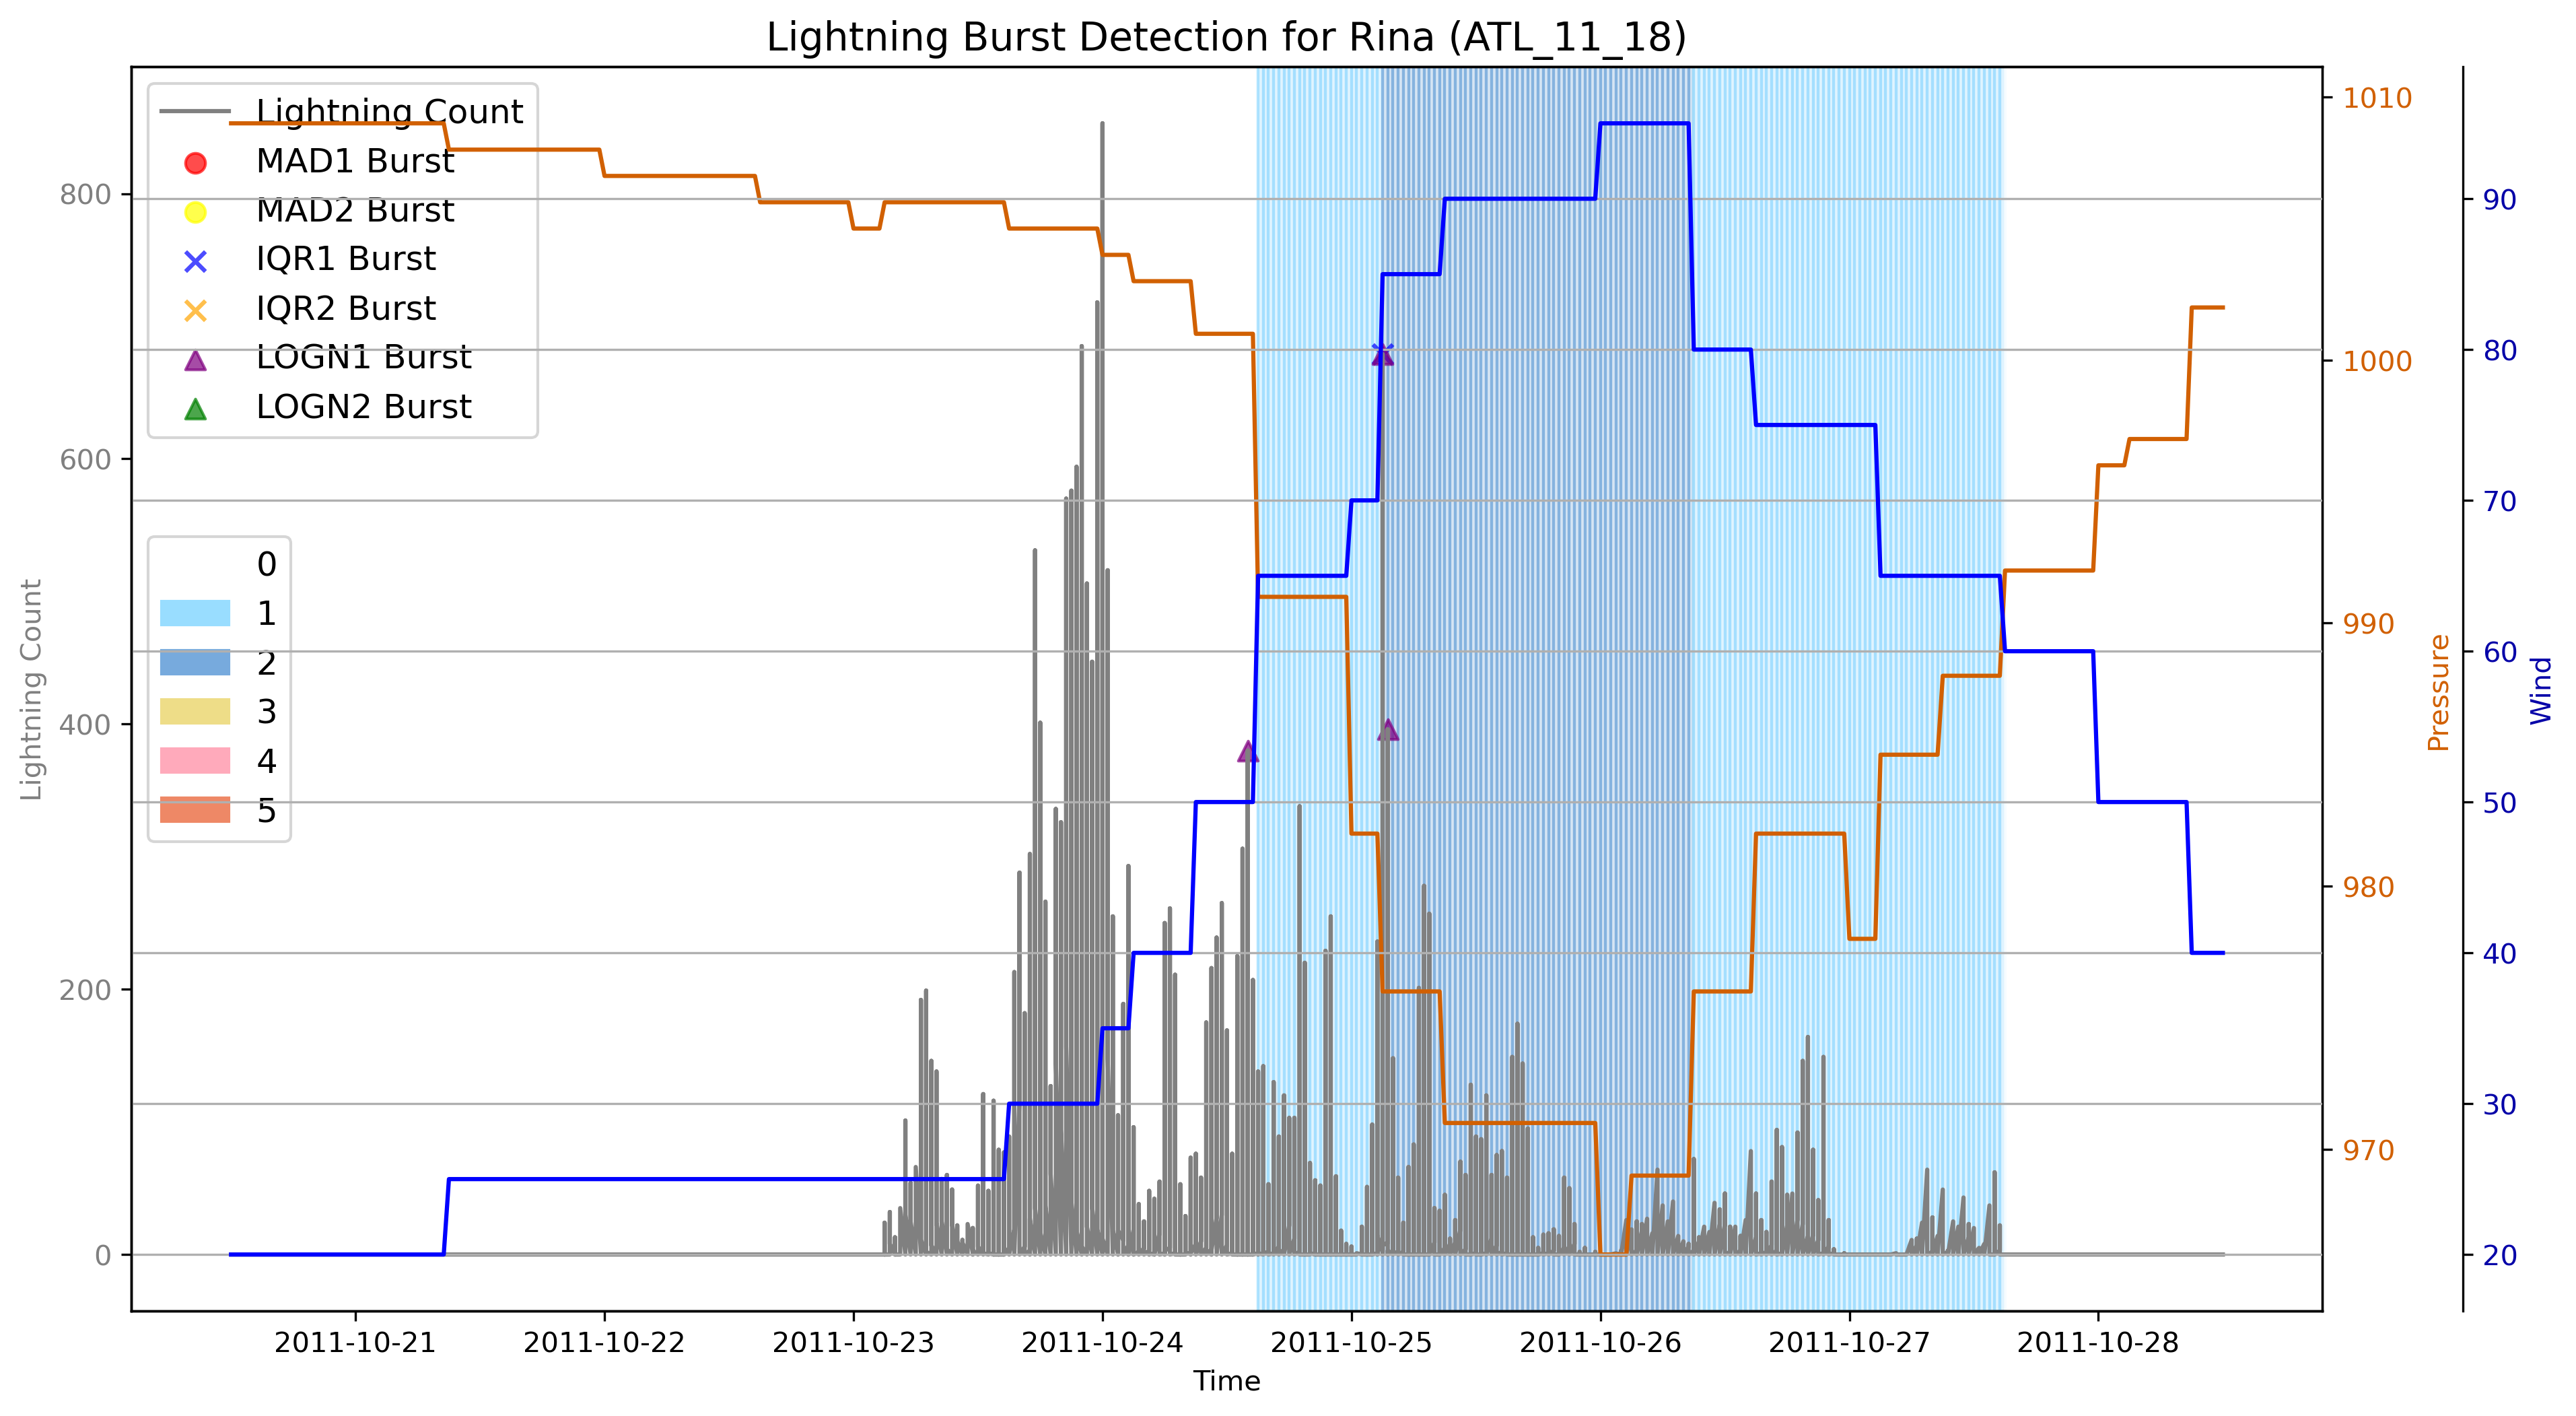 Lightning Burst Detection for Rina (ATL_11_18)
Lightning Count
MAD1 Burst
MAD2 Burst
IQR1 Burst
IQR2 Burst
LOGN1 Burst
LOGN2 Burst
0
1
2
3
4
5
Lightning Count
800
600
400
200
0
1010
1000
990
980
970
Pressure
90
80
70
60
50
40
30
20
Wind
2011-10-21
2011-10-22
2011-10-23
2011-10-24
2011-10-25
2011-10-26
2011-10-27
2011-10-28
Time